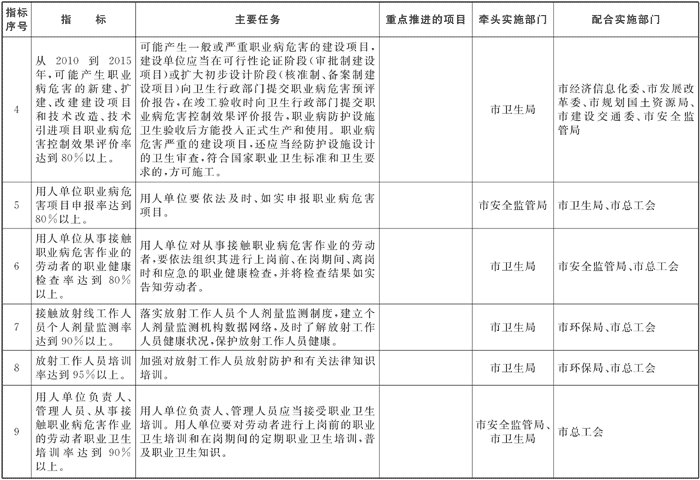 指标序号
指 标
主要任务
重点推进的项目
牵头实施部门
配合实施部门
4
从 2010 到 2015
年,可能产生职业
病危害的新建、扩
建、改建建设项目
和技术改造、技术
引进项目职业病危
害控制效果评价率
达到 80%以上。
可能产生一般或严重职业病危害的建设项目,
建设单位应当在可行性论证阶段(审批制建设
项目)或扩大初步设计阶段(核准制、备案制建
设项目)向卫生行政部门提交职业病危害预评
价报告,在竣工验收时向卫生行政部门提交职
业病危害控制效果评价报告,职业病防护设施
卫生验收后方能投入正式生产和使用。职业病
危害严重的建设项目,还应当经防护设施设计
的卫生审查,符合国家职业卫生标准和卫生要
求的,方可施工。
市卫生局
市经济信息化委、市发展改
革委、市规划国土资源局、
市建设交通委、市安全监
管局
5
用人单位职业病危
害项目申报率达到
80%以上。
用人单位要依法及时、如实申报职业病危害
项目。
市安全监管局
市卫生局、市总工会
6
用人单位从事接触
职业病危害作业的
劳动者的职业健康
检查率达到 80%
以上。
用人单位对从事接触职业病危害作业的劳动
者,要依法组织其进行上岗前、在岗期间、离岗
时和应急的职业健康检查,并将检查结果如实
告知劳动者。
市卫生局
市安全监管局、市总工会
7
接触放射线工作人
员个人剂量监测率
达到 90%以上。
落实放射工作人员个人剂量监测制度,建立个
人剂量监测机构数据网络,及时了解放射工作
人员健康状况,保护放射工作人员健康。
市卫生局
市环保局、市总工会
8
放射工作人员培训
率达到 95%以上。
加强对放射工作人员放射防护和有关法律知识
培训。
市卫生局
市环保局、市总工会
9
用人单位负责人、
管理人员、从事接
触职业病危害作业
的劳动者职业卫生
培训率达到 90%
以上。
用人单位负责人、管理人员应当接受职业卫生
培训。用人单位要对劳动者进行上岗前的职业
卫生培训和在岗期间的定期职业卫生培训,普
及职业卫生知识。
市安全监管局、
市卫生局
市总工会